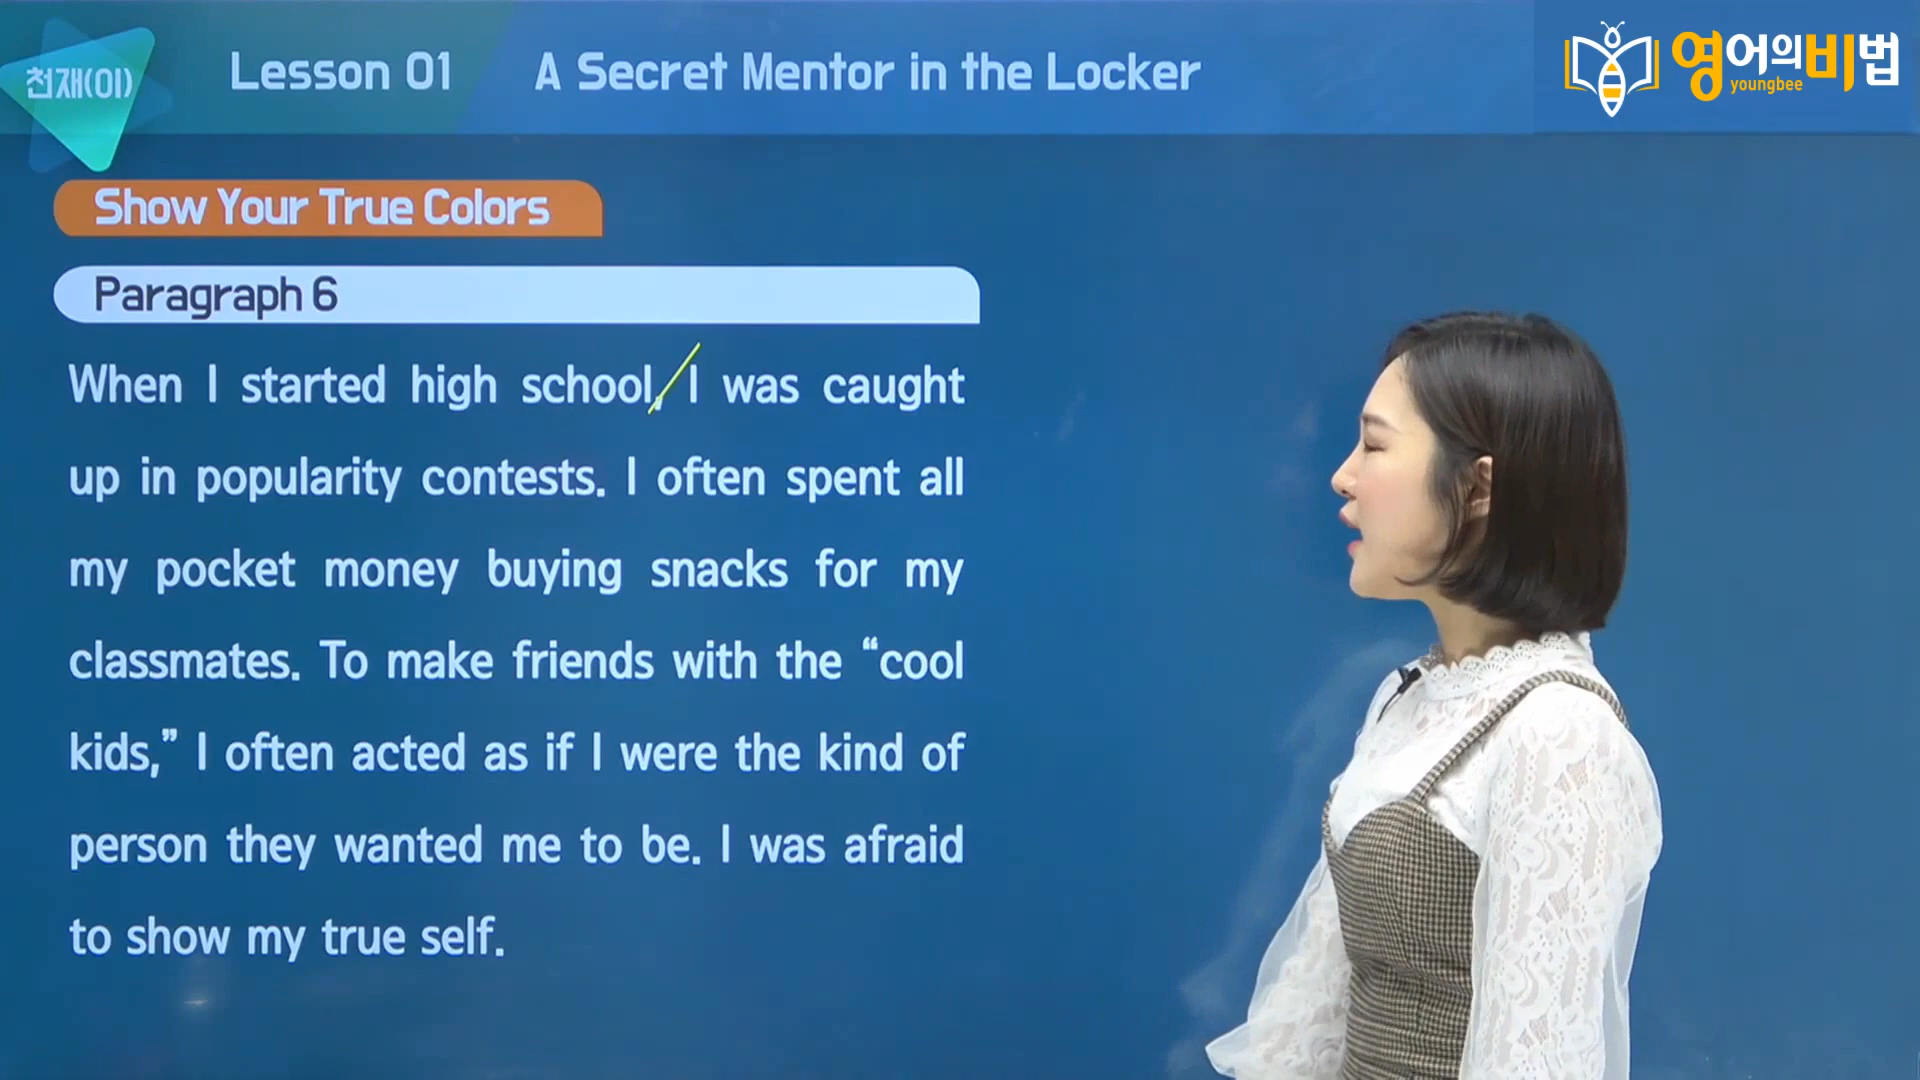 천재(이)
Lesson 01 A Secret Mentor in the Locker
영어의비법
youngbee
Show Your True Colors
Paragraph 6
When I started high school, I was caught
up in popularity contests. I often spent all
my pocket money buying snacks for my
classmates. To make friends with the “cool
kids,” I often acted as if I were the kind of
person they wanted me to be. I was afraid
to show my true self.